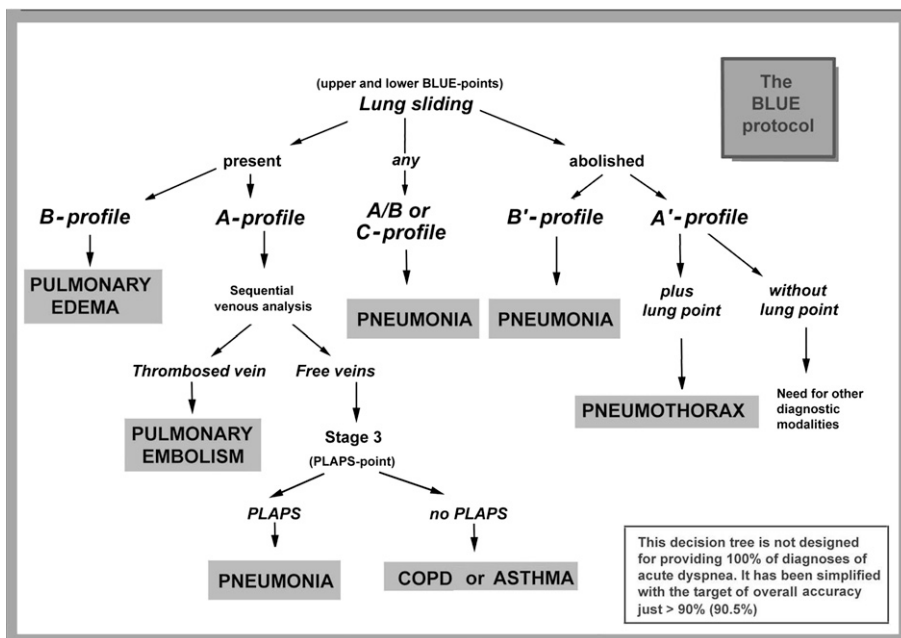 (upper and lower BLUE-points)
Lung sliding
The
BLUE
protocol
present
any
abolished
B-profile
A-profile
A/B or
C-profile
B'-profile
A'-profile
PULMONARY
EDEMA
Sequential
venous analysis
PNEUMONIA
PNEUMONIA
plus
lung point
without
lung point
Thrombosed vein
Free veins
PULMONARY
EMBOLISM
Stage 3
(PLAPS-point)
PNEUMOTHORAX
Need for other
diagnostic
modalities
PLAPS
no PLAPS
PNEUMONIA
COPD or ASTHMA
This decision tree is not designed
for providing 100% of diagnoses of
acute dyspnea. It has been simplified
with the target of overall accuracy
just > 90% (90.5%)